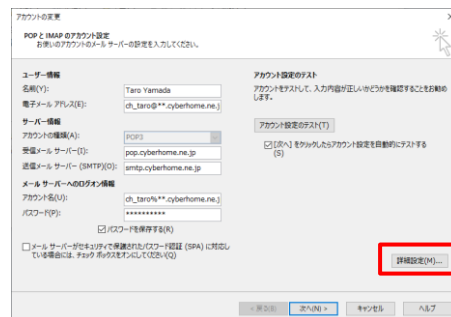 アカウントの変更
×
POP と IMAP のアカウント設定
お使いのアカウントのメール サーバーの設定を入力してください。
ユーザー情報
名前(Y):
Taro Yamada
電子メール アドレス(E):
ch_taro@**.cyberhome.ne.j
サーバー情報
アカウントの種類(A):
POP3
受信メール サーバー(I):
pop.cyberhome.ne.jp
送信メール サーバー (SMTP)(O):
smtp.cyberhome.ne.jp
メール サーバーへのログオン情報
アカウント名(U):
ch_taro%**.cyberhome.ne.j
パスワード(P):
**********
パスワードを保存する(R)
メール サーバーがセキュリティで保護されたパスワード認証 (SPA) に対応し
ている場合には、チェック ボックスをオンにしてください(Q)
アカウント設定のテスト
アカウントをテストして、入力内容が正しいかどうかを確認することをお勧め
します。
アカウント設定のテスト(T)
[次へ] をクリックしたらアカウント設定を自動的にテストする
(S)
詳細設定(M)...
< 戻る(B)
次へ(N) >
キャンセル
ヘルプ